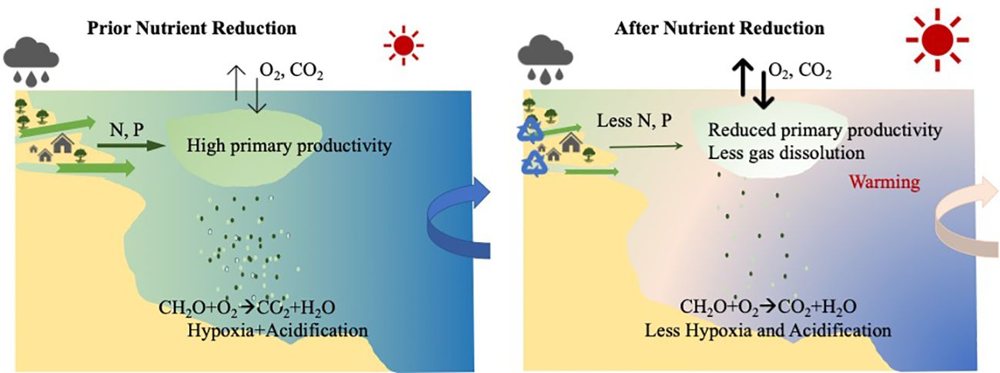 Prior Nutrient Reduction
O₂, CO₂
N, P
High primary productivity
CH₂O+O₂→CO₂+H₂O
Hypoxia+Acidification
After Nutrient Reduction
O₂, CO₂
Less N, P
Reduced primary productivity
Less gas dissolution
Warming
CH₂O+O₂→CO₂+H₂O
Less Hypoxia and Acidification